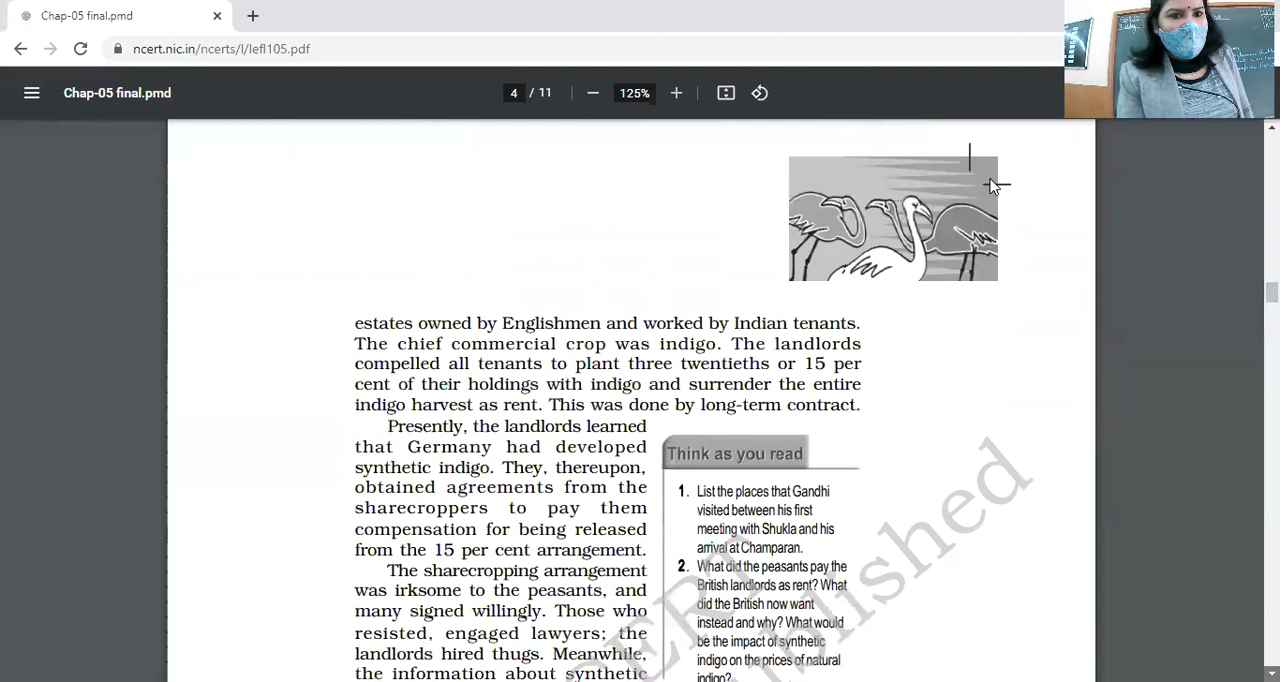 Chap-05 final.pmd
ncert.nic.in/ncerts/l/lefl105.pdf
Chap-05 final.pmd
4 / 11
125%
estates owned by Englishmen and worked by Indian tenants.
The chief commercial crop was indigo. The landlords
compelled all tenants to plant three twentieths or 15 per
cent of their holdings with indigo and surrender the entire
indigo harvest as rent. This was done by long-term contract.
Presently, the landlords learned
that Germany had developed
synthetic indigo. They, thereupon,
obtained agreements from the
sharecroppers to pay them
compensation for being released
from the 15 per cent arrangement.
The sharecropping arrangement
was irksome to the peasants, and
many signed willingly. Those who
resisted, engaged lawyers; the
landlords hired thugs. Meanwhile,
the information about synthetic
Think as you read
1. List the places that Gandhi
visited between his first
meeting with Shukla and his
arrival at Champaran.
2. What did the peasants pay the
British landlords as rent? What
did the British now want
instead and why? What would
be the impact of synthetic
indigo on the prices of natural
indigo?